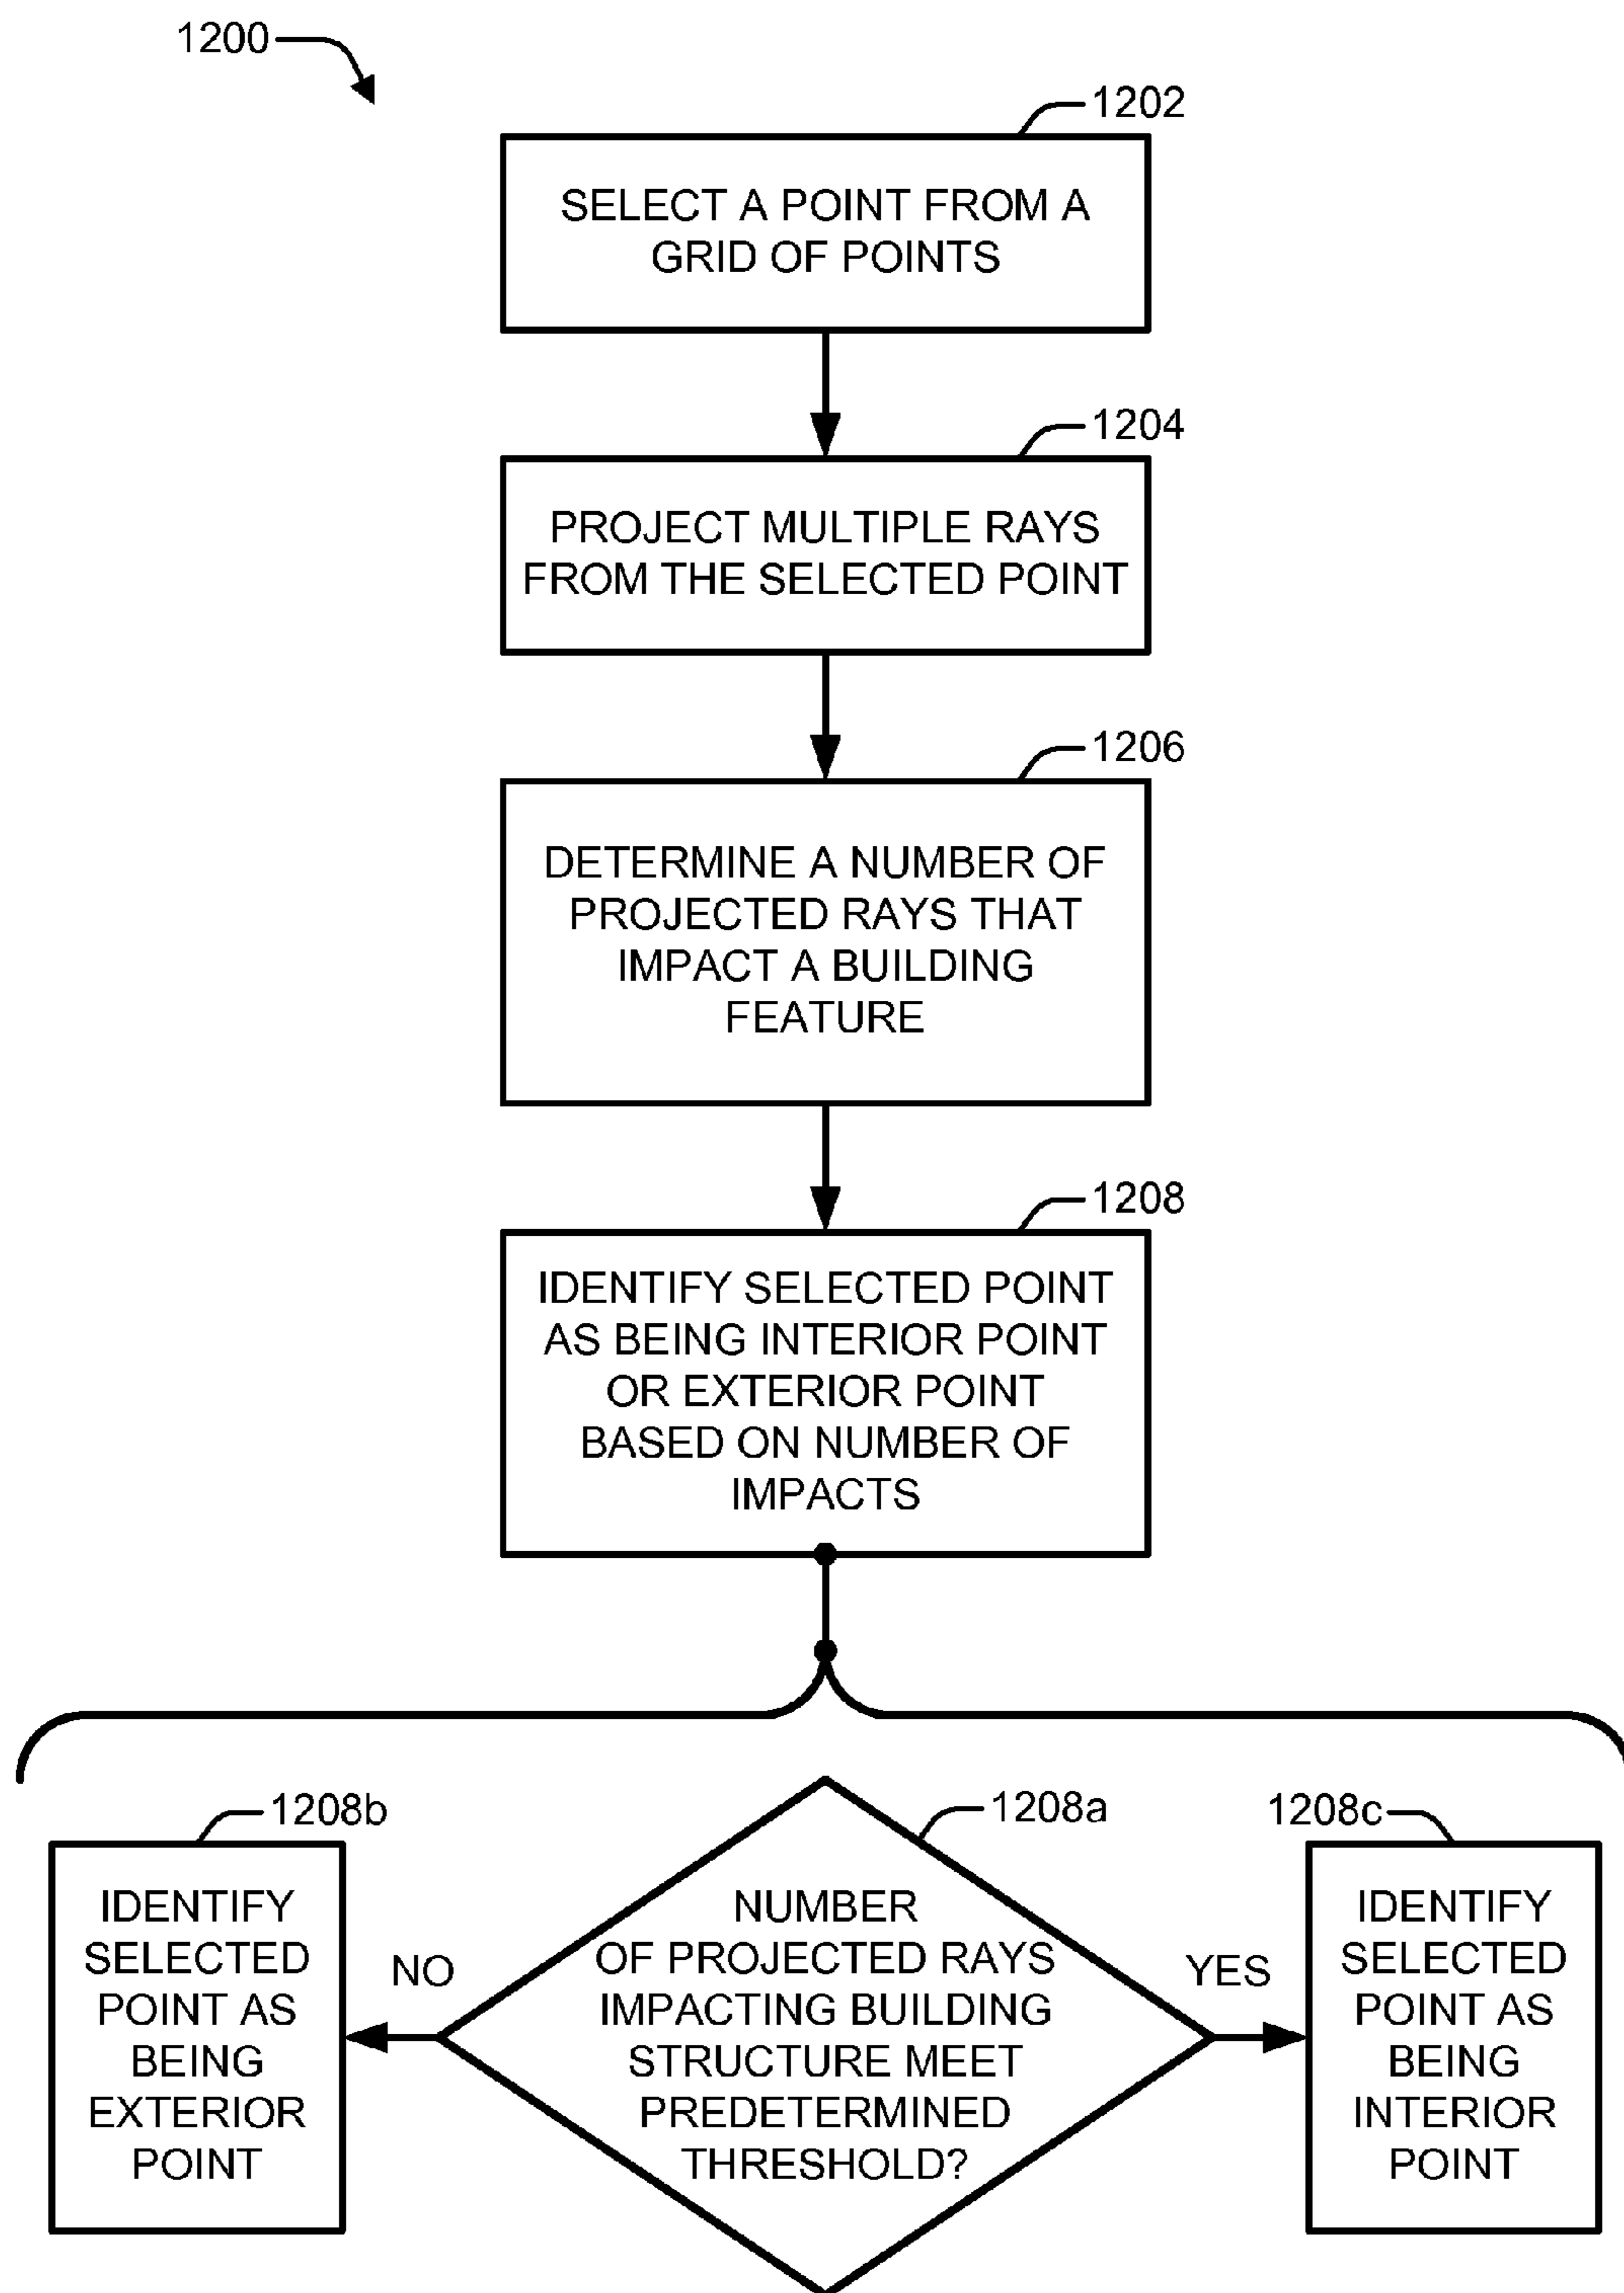 1200
1202
SELECT A POINT FROM A
GRID OF POINTS
1204
PROJECT MULTIPLE RAYS
FROM THE SELECTED POINT
1206
DETERMINE A NUMBER OF
PROJECTED RAYS THAT
IMPACT A BUILDING
FEATURE
1208
IDENTIFY SELECTED POINT
AS BEING INTERIOR POINT
OR EXTERIOR POINT
BASED ON NUMBER OF
IMPACTS
1208b
IDENTIFY
SELECTED
POINT AS
BEING
EXTERIOR
POINT
NO
1208a
NUMBER
OF PROJECTED RAYS
IMPACTING BUILDING
STRUCTURE MEET
PREDETERMINED
THRESHOLD?
YES
1208c
IDENTIFY
SELECTED
POINT AS
BEING
INTERIOR
POINT